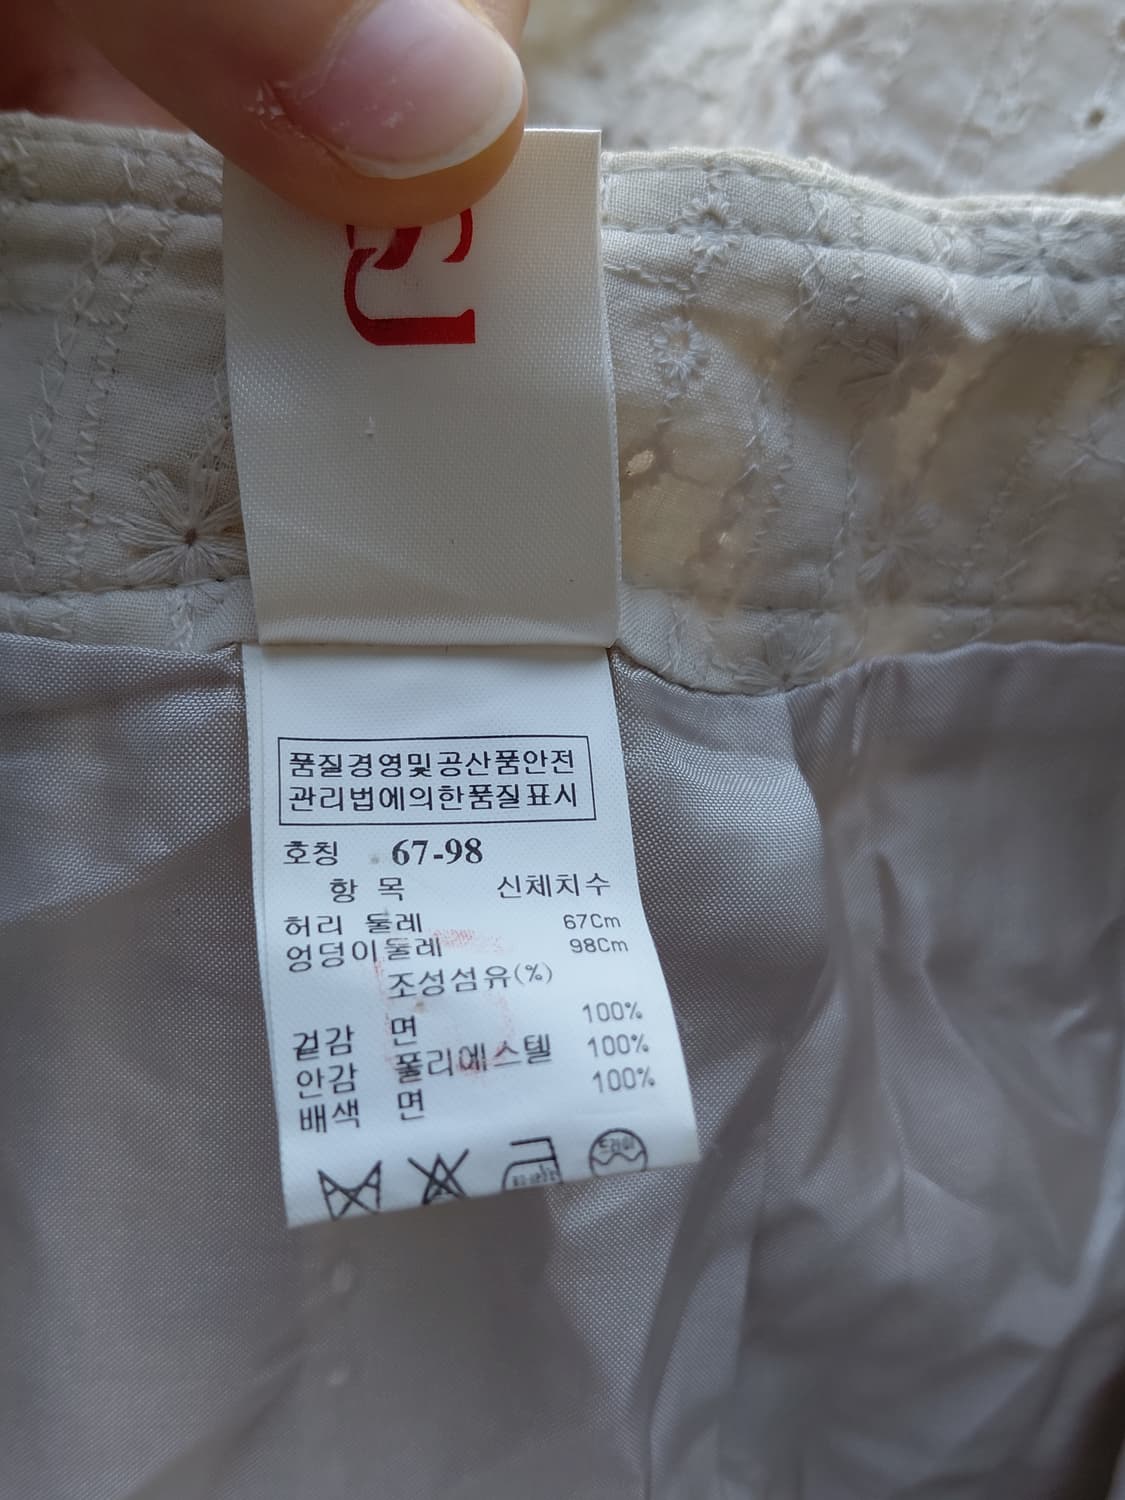 품질경영및공산품안전
관리법에의한품질표시
호칭 67-98
항 목 신체치수
허리 둘레 67Cm
엉덩이둘레 98Cm
조성섬유(%)
겉감 면 100%
안감 폴리에스텔 100%
배색 면 100%
드라이